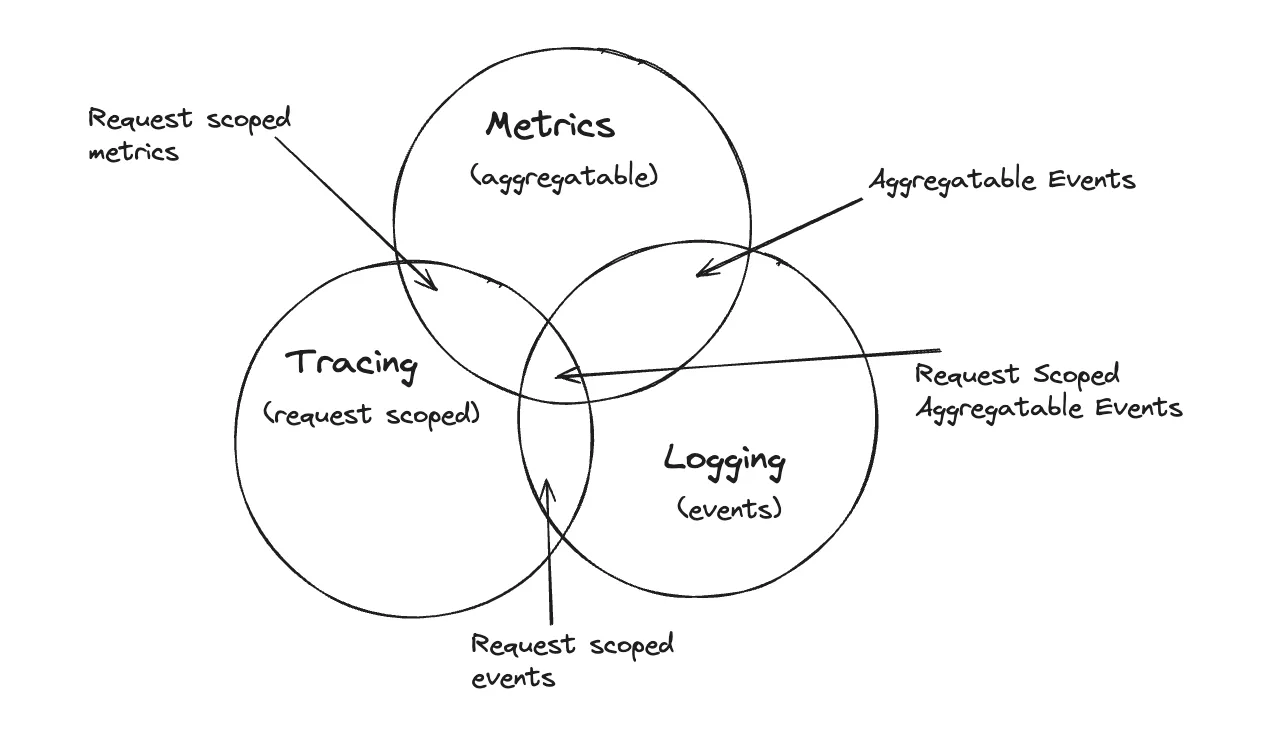 Metrics
(aggregatable)
Request scoped
metrics
Aggregatable Events
Tracing
(request scoped)
Request Scoped
Aggregatable Events
Logging
(events)
Request scoped
events